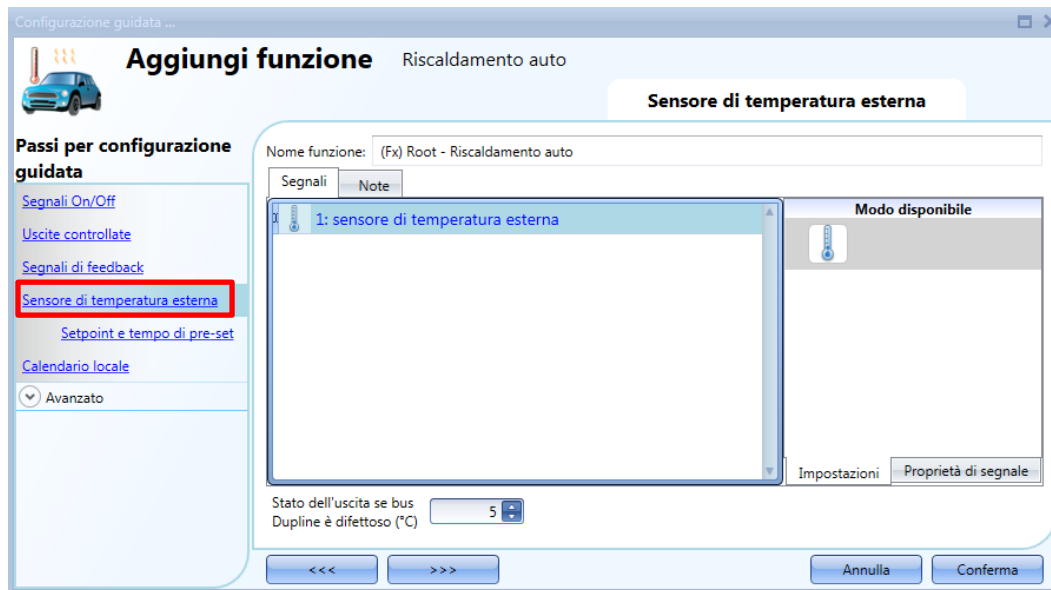 Configurazione guidata ...
Aggiungi funzione Riscaldamento auto
Sensore di temperatura esterna
Passi per configurazione
guidata
Segnali On/Off
Uscite controllate
Segnali di feedback
Sensore di temperatura esterna
Setpoint e tempo di pre-set
Calendario locale
Avanzato
Nome funzione: (Fx) Root - Riscaldamento auto
Segnali Note
1: sensore di temperatura esterna
Modo disponibile
Impostazioni Proprietà di segnale
Stato dell'uscita se bus
Dupline è difettoso (°C) 5
<<< >>> Annulla Conferma